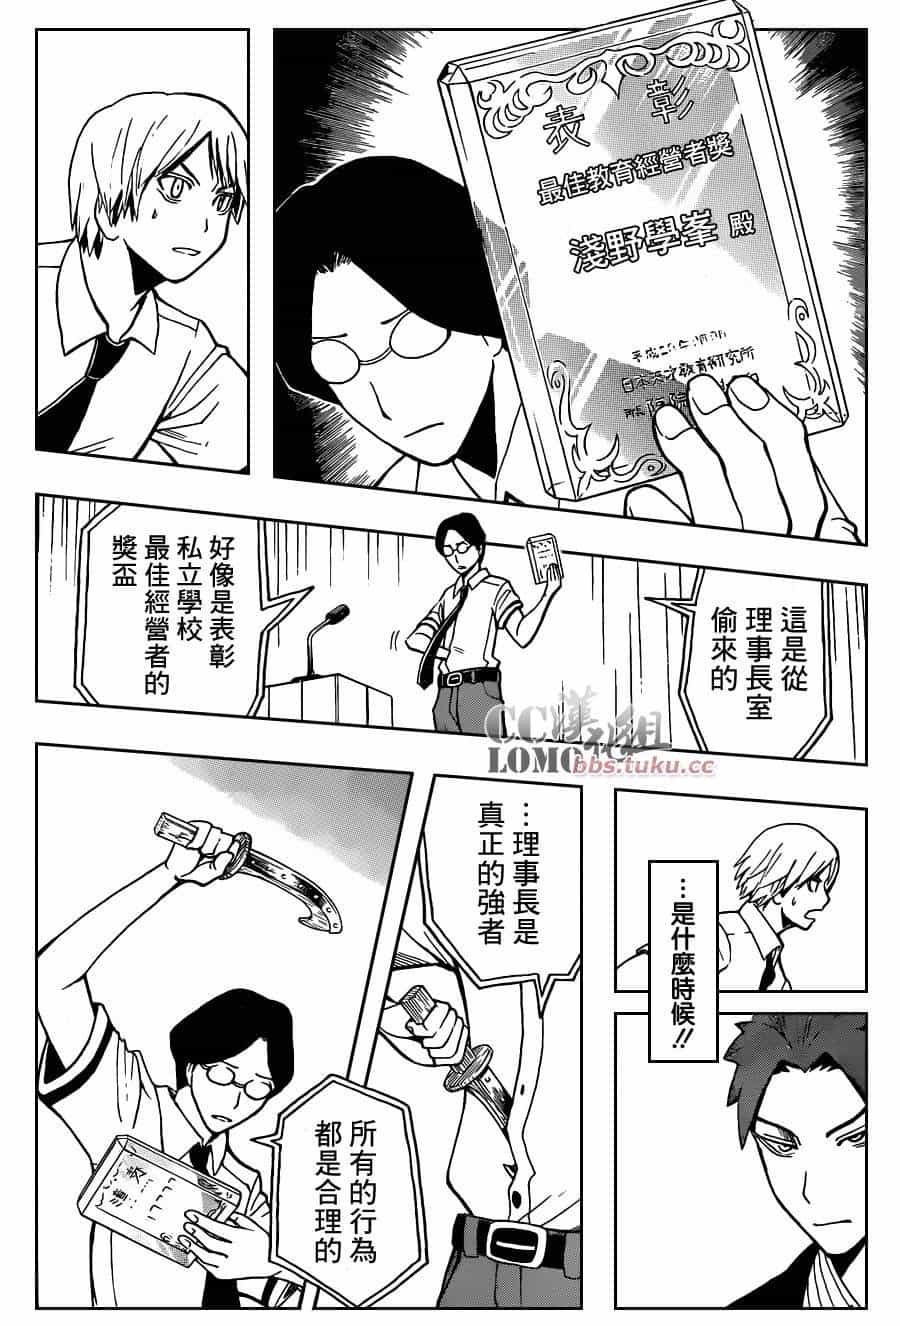 表彰
最佳教育經營者獎
淺野學峯 殿
日本天才教育研究所
這是從
理事長室
偷來的
好像是表彰
私立學校
最佳經營者的
獎盃
CC漢化組
LOMO
bbs.tuku.cc
…是什麼時候!!
…理事長是
真正的強者
所有的行為
都是合理的